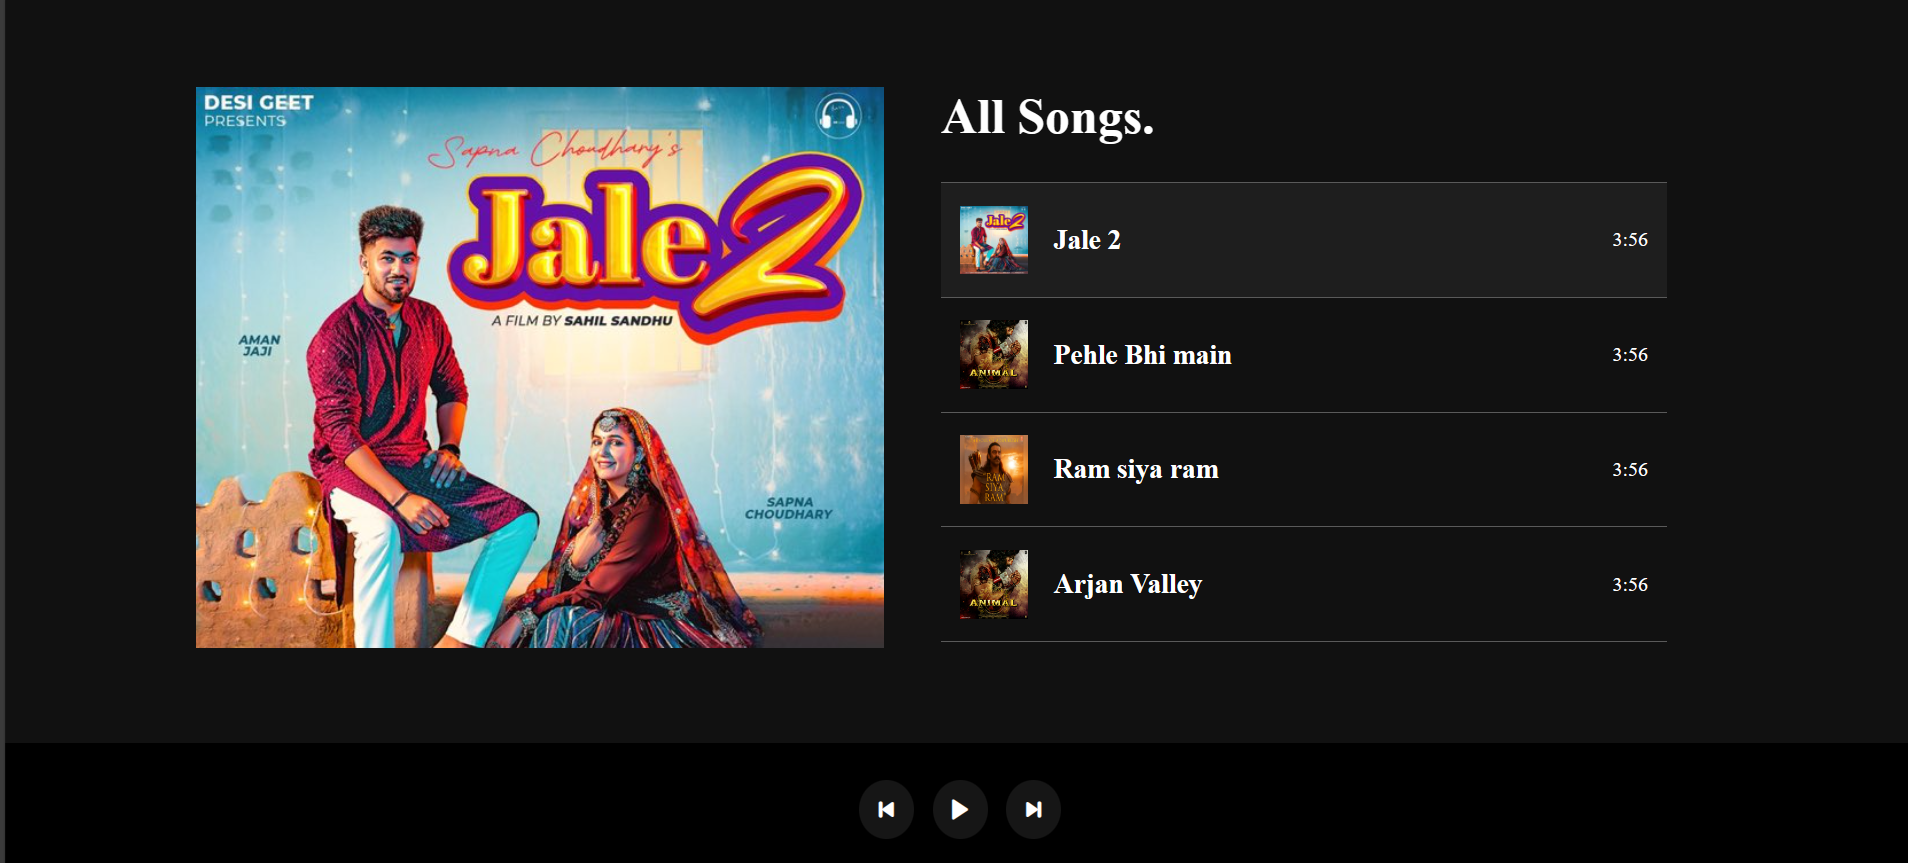 DESI GEET
PRESENTS
Sapna Choudhary's
Jale 2
A FILM BY SAHIL SANDHU
AMAN
JAJI
SAPNA
CHOUDHARY
All Songs.
Jale2
Jale 2
3:56
ANIMAL
Pehle Bhi main
3:56
RAM
SIYA
RAM
Ram siya ram
3:56
ANIMAL
Arjan Valley
3:56